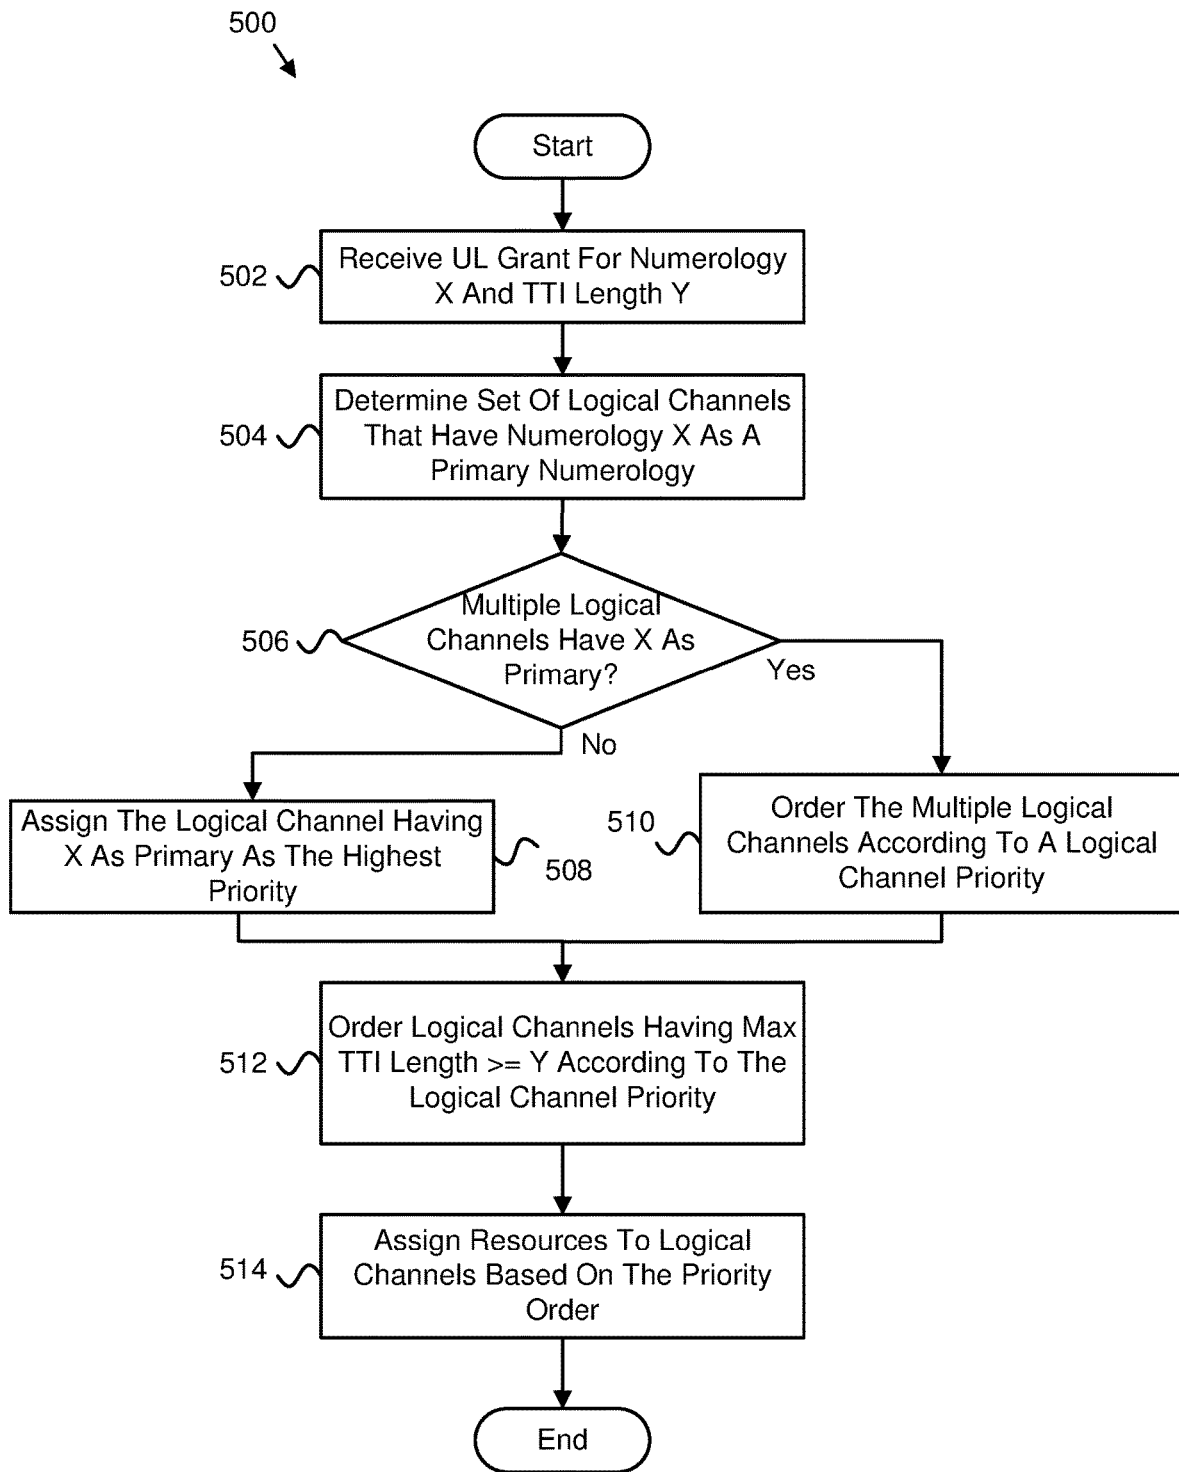 500
Start
502
Receive UL Grant For Numerology
X And TTI Length Y
504
Determine Set Of Logical Channels
That Have Numerology X As A
Primary Numerology
506
Multiple Logical
Channels Have X As
Primary?
Yes
No
Assign The Logical Channel Having
X As Primary As The Highest
Priority
508
510
Order The Multiple Logical
Channels According To A Logical
Channel Priority
512
Order Logical Channels Having Max
TTI Length >= Y According To The
Logical Channel Priority
514
Assign Resources To Logical
Channels Based On The Priority
Order
End